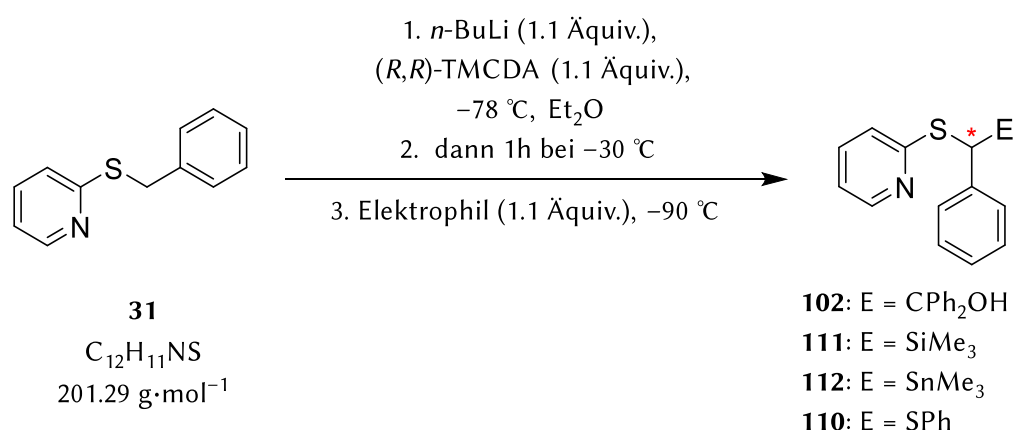 1. n-BuLi (1.1 Äquiv.),
(R,R)-TMCDA (1.1 Äquiv.),
−78 °C, Et₂O
2. dann 1h bei −30 °C
3. Elektrophil (1.1 Äquiv.), −90 °C
S
N
31
C₁₂H₁₁NS
201.29 g·mol⁻¹
S
*
E
N
102: E = CPh₂OH
111: E = SiMe₃
112: E = SnMe₃
110: E = SPh